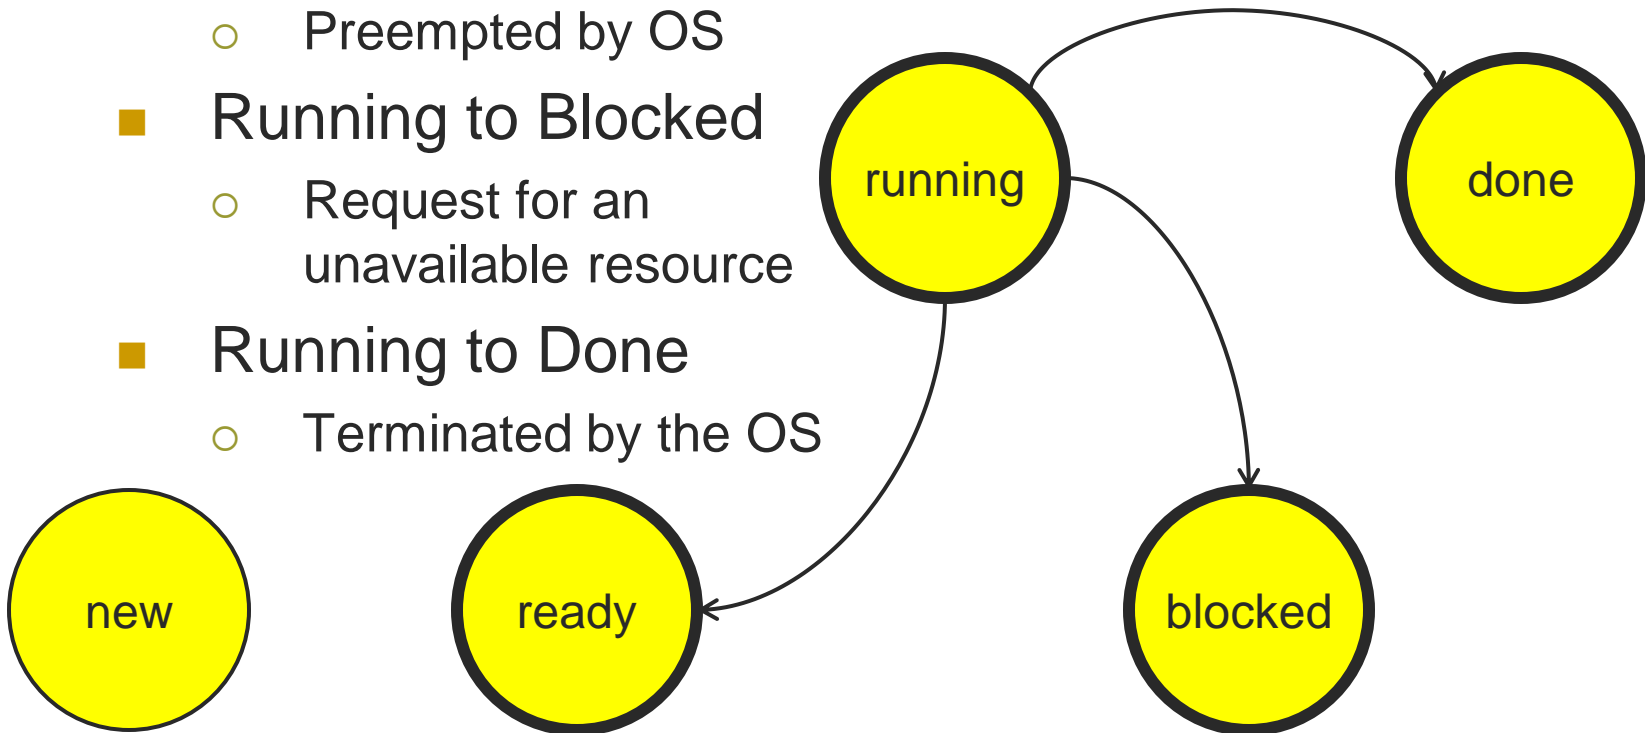 Preempted by OS
Running to Blocked
Request for an
unavailable resource
Running to Done
Terminated by the OS
running
done
new
ready
blocked